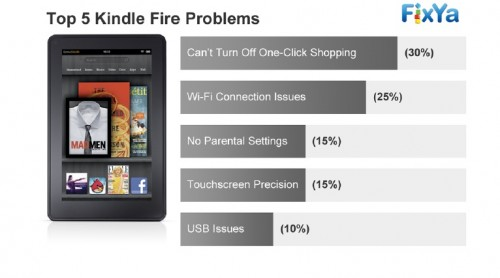 Top 5 Kindle Fire Problems
FixYa
Can't Turn Off One-Click Shopping (30%)
Wi-Fi Connection Issues (25%)
No Parental Settings (15%)
Touchscreen Precision (15%)
USB Issues (10%)
MAD MEN